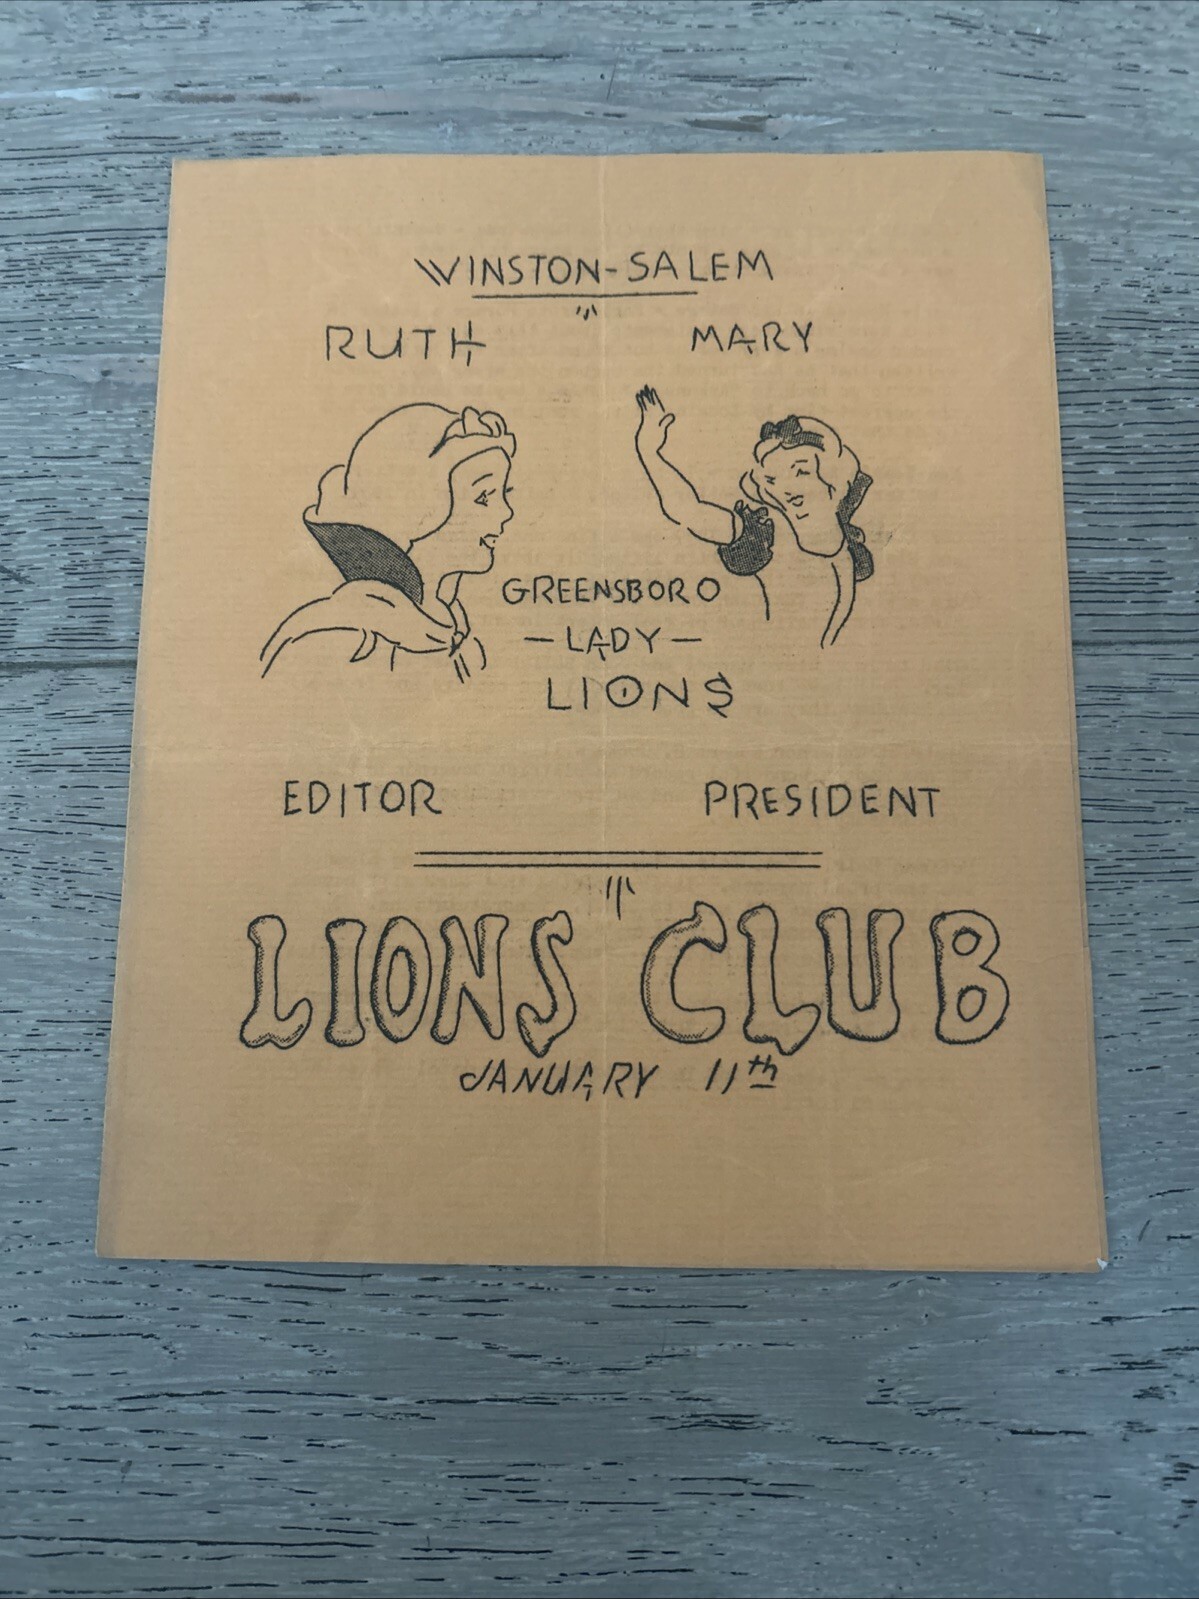 WINSTON-SALEM
RUTH MARY
GREENSBORO
-LADY-
LIONS
EDITOR PRESIDENT
LIONS CLUB
JANUARY 11th